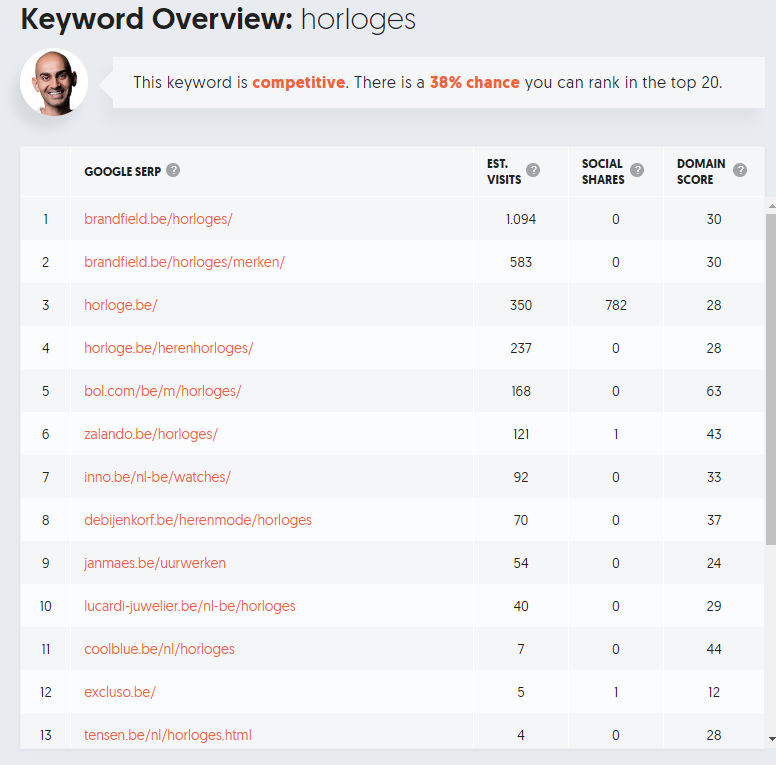 Keyword Overview: horloges
This keyword is competitive. There is a 38% chance you can rank in the top 20.
GOOGLE SERP ? EST. VISITS ? SOCIAL SHARES ? DOMAIN SCORE ?
1 brandfield.be/horloges/ 1.094 0 30
2 brandfield.be/horloges/merken/ 583 0 30
3 horloge.be/ 350 782 28
4 horloge.be/herenhorloges/ 237 0 28
5 bol.com/be/m/horloges/ 168 0 63
6 zalando.be/horloges/ 121 1 43
7 inno.be/nl-be/watches/ 92 0 33
8 debijenkorf.be/herenmode/horloges 70 0 37
9 janmaes.be/uurwerken 54 0 24
10 lucardi-juwelier.be/nl-be/horloges 40 0 29
11 coolblue.be/nl/horloges 7 0 44
12 excluso.be/ 5 1 12
13 tensen.be/nl/horloges.html 4 0 28